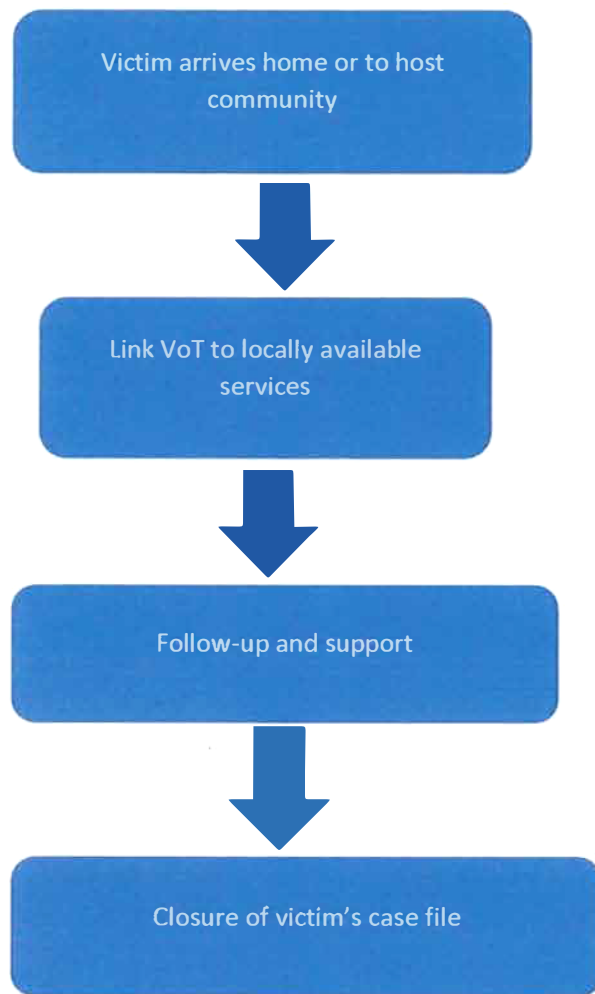 Victim arrives home or to host
community
Link VoT to locally available
services
Follow-up and support
Closure of victim's case file